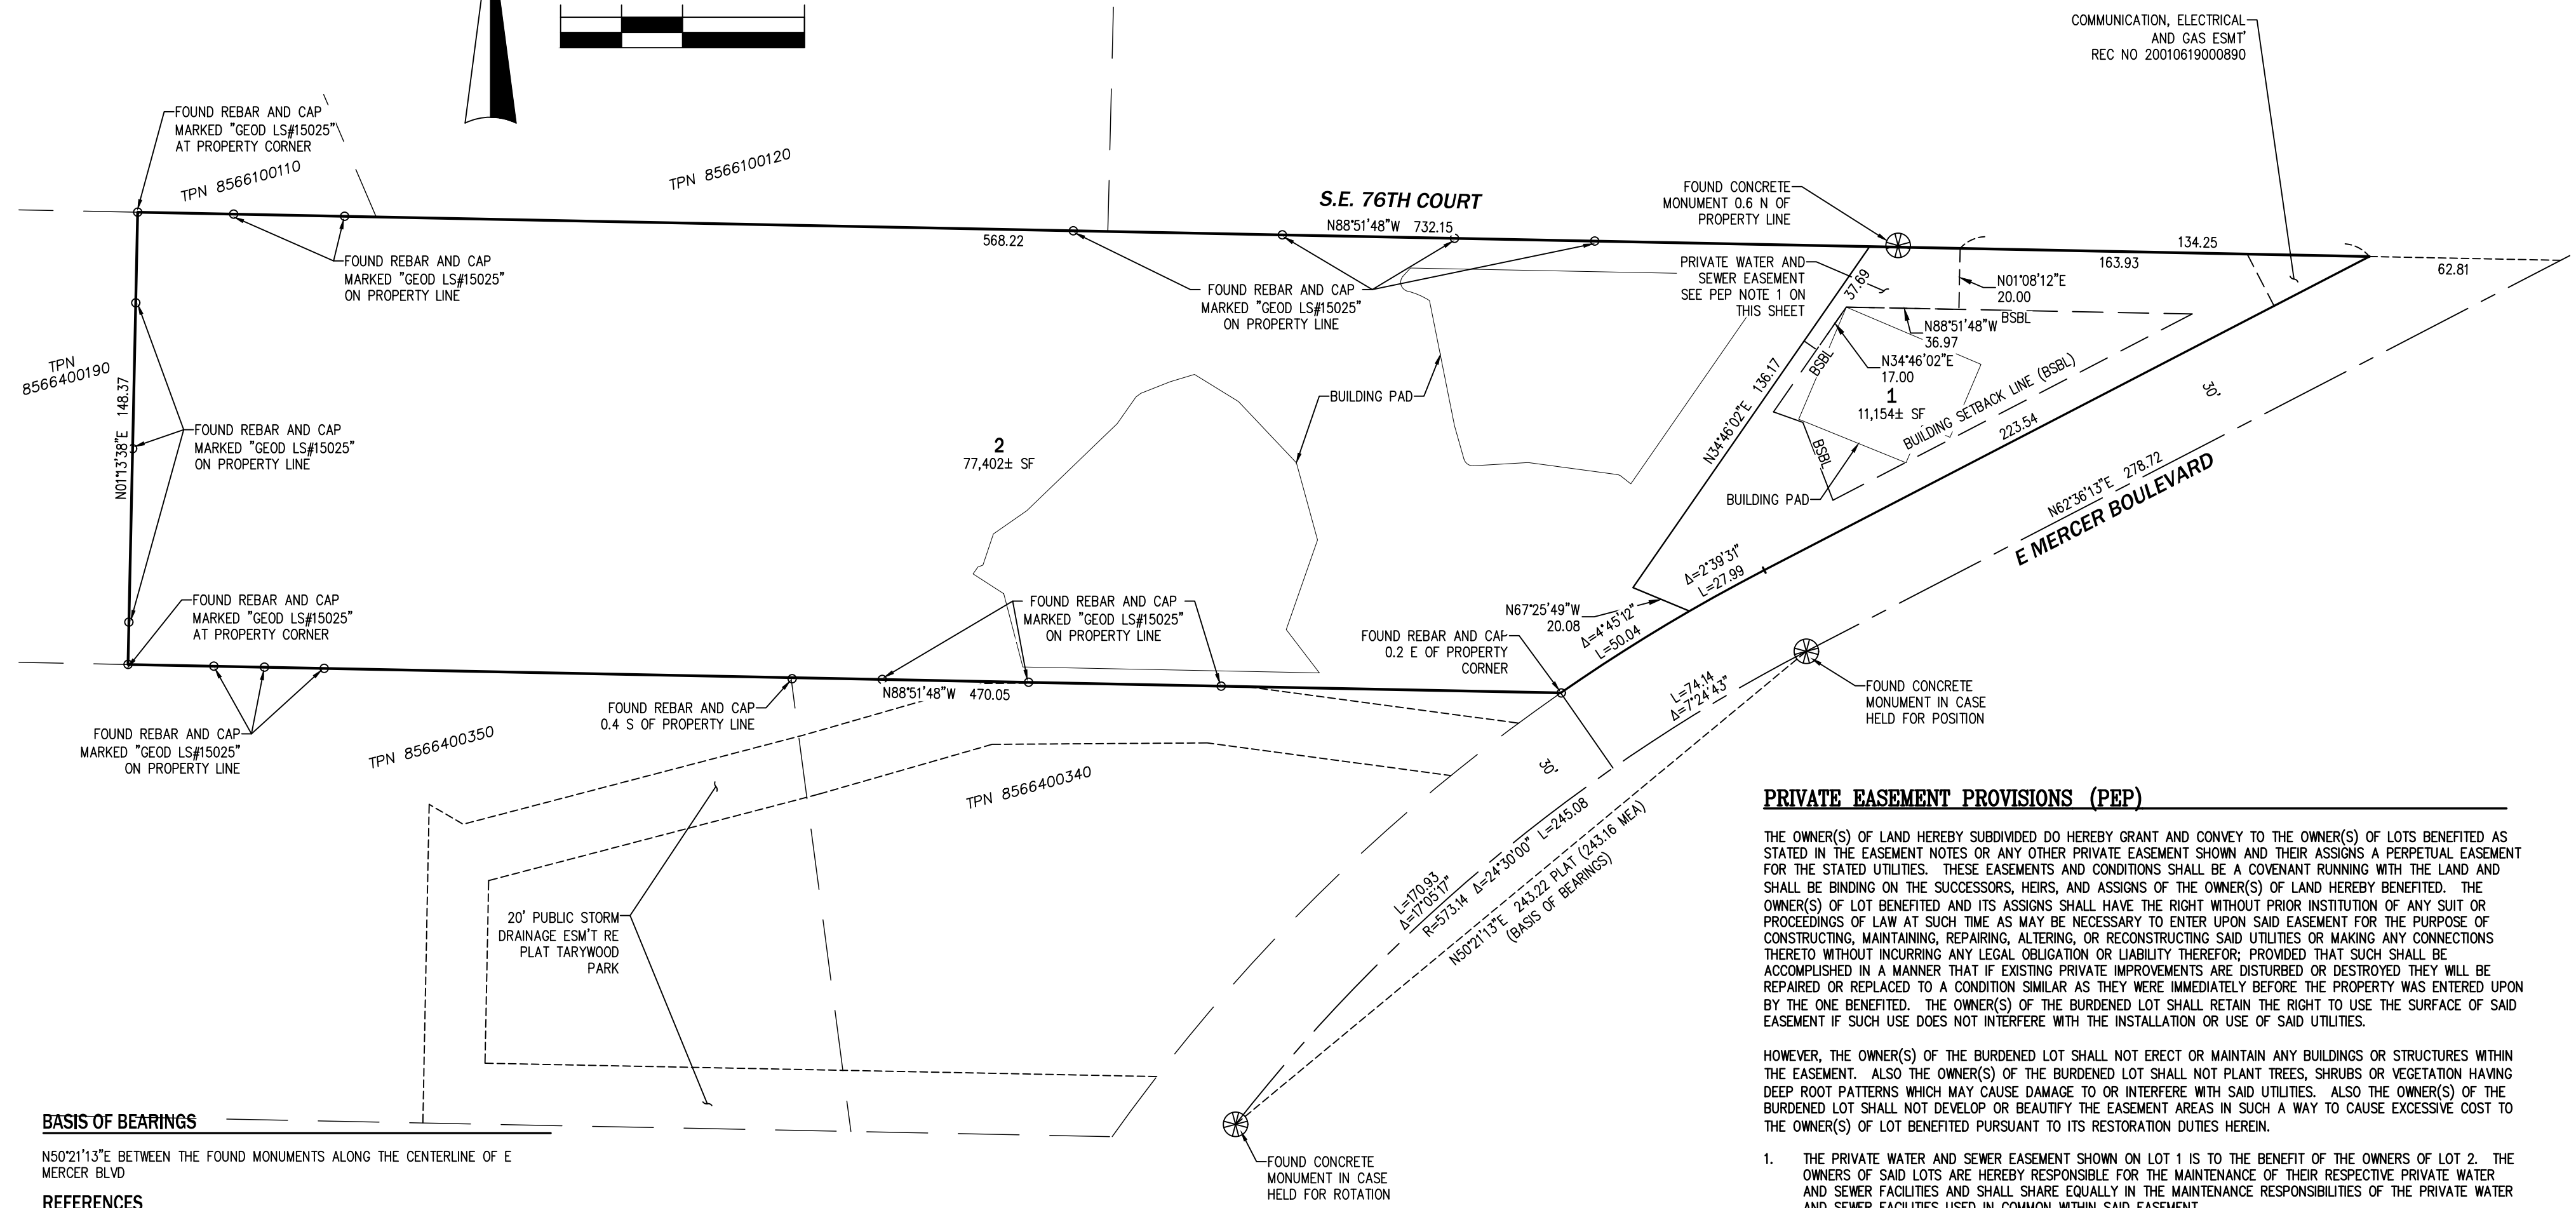 COMMUNICATION, ELECTRICAL
AND GAS ESMT'
REC NO 20010619000890
FOUND REBAR AND CAP
MARKED "GEOD LS#15025"
AT PROPERTY CORNER
TPN 8566100110
TPN 8566100120
S.E. 76TH COURT
N88°51'48"W 732.15
568.22
FOUND CONCRETE
MONUMENT 0.6 N OF
PROPERTY LINE
134.25
163.93
62.81
FOUND REBAR AND CAP
MARKED "GEOD LS#15025"
ON PROPERTY LINE
FOUND REBAR AND CAP
MARKED "GEOD LS#15025"
ON PROPERTY LINE
PRIVATE WATER AND
SEWER EASEMENT
SEE PEP NOTE 1 ON
THIS SHEET
37.69
N01°08'12"E
20.00
BSBL
N88°51'48"W
36.97
N34°46'02"E
17.00
BSBL
1
11,154± SF
BUILDING SETBACK LINE (BSBL)
223.54
30'
TPN
8566400190
N01°13'38"E 148.37
FOUND REBAR AND CAP
MARKED "GEOD LS#15025"
ON PROPERTY LINE
2
77,402± SF
BUILDING PAD
N34°46'02"E 136.17
BSBL
BUILDING PAD
N62°36'13"E 278.72
E MERCER BOULEVARD
Δ=2°39'31"
L=27.99
N67°25'49"W
20.08
Δ=4°45'12"
L=50.04
FOUND REBAR AND CAP
MARKED "GEOD LS#15025"
AT PROPERTY CORNER
FOUND REBAR AND CAP
MARKED "GEOD LS#15025"
ON PROPERTY LINE
FOUND REBAR AND CAP
0.2 E OF PROPERTY
CORNER
N88°51'48"W 470.05
FOUND REBAR AND CAP
0.4 S OF PROPERTY LINE
FOUND REBAR AND CAP
MARKED "GEOD LS#15025"
ON PROPERTY LINE
TPN 8566400350
TPN 8566400340
L=74.14
Δ=7°24'43"
FOUND CONCRETE
MONUMENT IN CASE
HELD FOR POSITION
30'
L=170.93
Δ=17°05'17"
R=573.14 Δ=24°30'00" L=245.08
N50°21'13"E 243.22 PLAT (243.16 MEA)
(BASIS OF BEARINGS)
20' PUBLIC STORM
DRAINAGE ESM'T RE
PLAT TARYWOOD
PARK
FOUND CONCRETE
MONUMENT IN CASE
HELD FOR ROTATION
BASIS OF BEARINGS
N50°21'13"E BETWEEN THE FOUND MONUMENTS ALONG THE CENTERLINE OF E
MERCER BLVD
REFERENCES
PRIVATE EASEMENT PROVISIONS (PEP)
THE OWNER(S) OF LAND HEREBY SUBDIVIDED DO HEREBY GRANT AND CONVEY TO THE OWNER(S) OF LOTS BENEFITED AS
STATED IN THE EASEMENT NOTES OR ANY OTHER PRIVATE EASEMENT SHOWN AND THEIR ASSIGNS A PERPETUAL EASEMENT
FOR THE STATED UTILITIES. THESE EASEMENTS AND CONDITIONS SHALL BE A COVENANT RUNNING WITH THE LAND AND
SHALL BE BINDING ON THE SUCCESSORS, HEIRS, AND ASSIGNS OF THE OWNER(S) OF LAND HEREBY BENEFITED. THE
OWNER(S) OF LOT BENEFITED AND ITS ASSIGNS SHALL HAVE THE RIGHT WITHOUT PRIOR INSTITUTION OF ANY SUIT OR
PROCEEDINGS OF LAW AT SUCH TIME AS MAY BE NECESSARY TO ENTER UPON SAID EASEMENT FOR THE PURPOSE OF
CONSTRUCTING, MAINTAINING, REPAIRING, ALTERING, OR RECONSTRUCTING SAID UTILITIES OR MAKING ANY CONNECTIONS
THERETO WITHOUT INCURRING ANY LEGAL OBLIGATION OR LIABILITY THEREFOR; PROVIDED THAT SUCH SHALL BE
ACCOMPLISHED IN A MANNER THAT IF EXISTING PRIVATE IMPROVEMENTS ARE DISTURBED OR DESTROYED THEY WILL BE
REPAIRED OR REPLACED TO A CONDITION SIMILAR AS THEY WERE IMMEDIATELY BEFORE THE PROPERTY WAS ENTERED UPON
BY THE ONE BENEFITED. THE OWNER(S) OF THE BURDENED LOT SHALL RETAIN THE RIGHT TO USE THE SURFACE OF SAID
EASEMENT IF SUCH USE DOES NOT INTERFERE WITH THE INSTALLATION OR USE OF SAID UTILITIES.
HOWEVER, THE OWNER(S) OF THE BURDENED LOT SHALL NOT ERECT OR MAINTAIN ANY BUILDINGS OR STRUCTURES WITHIN
THE EASEMENT. ALSO THE OWNER(S) OF THE BURDENED LOT SHALL NOT PLANT TREES, SHRUBS OR VEGETATION HAVING
DEEP ROOT PATTERNS WHICH MAY CAUSE DAMAGE TO OR INTERFERE WITH SAID UTILITIES. ALSO THE OWNER(S) OF THE
BURDENED LOT SHALL NOT DEVELOP OR BEAUTIFY THE EASEMENT AREAS IN SUCH A WAY TO CAUSE EXCESSIVE COST TO
THE OWNER(S) OF LOT BENEFITED PURSUANT TO ITS RESTORATION DUTIES HEREIN.
1. THE PRIVATE WATER AND SEWER EASEMENT SHOWN ON LOT 1 IS TO THE BENEFIT OF THE OWNERS OF LOT 2. THE
OWNERS OF SAID LOTS ARE HEREBY RESPONSIBLE FOR THE MAINTENANCE OF THEIR RESPECTIVE PRIVATE WATER
AND SEWER FACILITIES AND SHALL SHARE EQUALLY IN THE MAINTENANCE RESPONSIBILITIES OF THE PRIVATE WATER
AND SEWER FACILITIES USED IN COMMON WITHIN SAID EASEMENT.